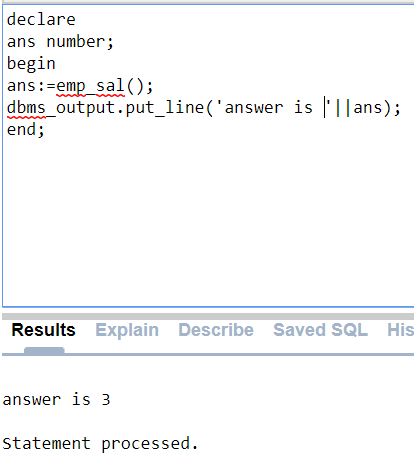 declare
ans number;
begin
ans:=emp_sal();
dbms_output.put_line('answer is '||ans);
end;
Results Explain Describe Saved SQL His
answer is 3
Statement processed.